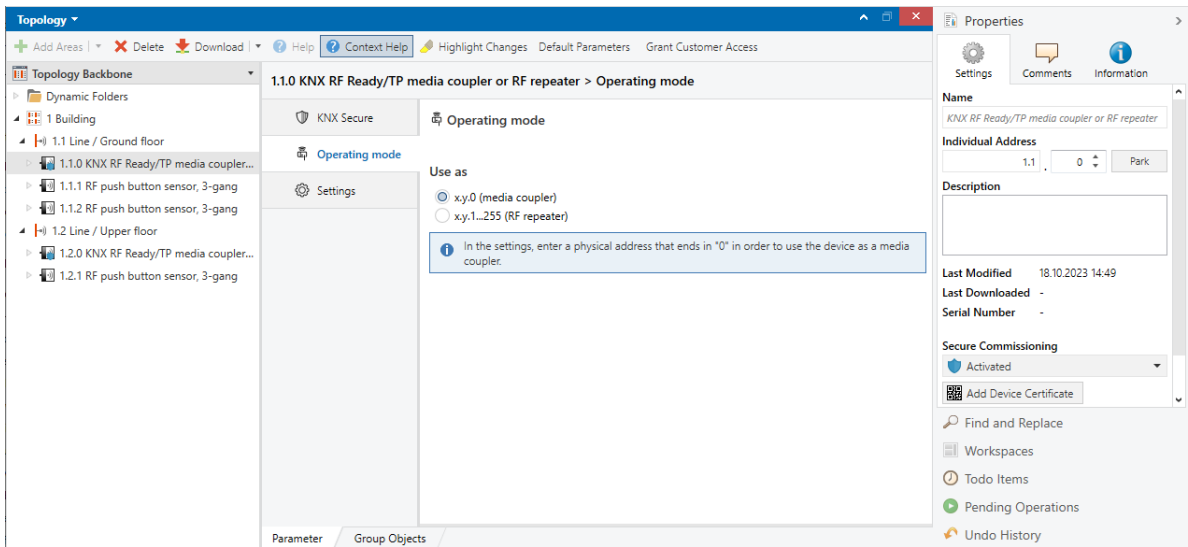 Topology
Add Areas
Delete
Download
Help
Context Help
Highlight Changes
Default Parameters
Grant Customer Access
Topology Backbone
Dynamic Folders
1 Building
1.1 Line / Ground floor
1.1.0 KNX RF Ready/TP media coupler...
1.1.1 RF push button sensor, 3-gang
1.1.2 RF push button sensor, 3-gang
1.2 Line / Upper floor
1.2.0 KNX RF Ready/TP media coupler...
1.2.1 RF push button sensor, 3-gang
1.1.0 KNX RF Ready/TP media coupler or RF repeater > Operating mode
KNX Secure
Operating mode
Settings
Operating mode
Use as
x.y.0 (media coupler)
x.y.1...255 (RF repeater)
In the settings, enter a physical address that ends in "0" in order to use the device as a media
coupler.
Parameter
Group Objects
Properties
Settings
Comments
Information
Name
KNX RF Ready/TP media coupler or RF repeater
Individual Address
1.1 . 0
Park
Description
Last Modified 18.10.2023 14:49
Last Downloaded -
Serial Number -
Secure Commissioning
Activated
Add Device Certificate
Find and Replace
Workspaces
Todo Items
Pending Operations
Undo History